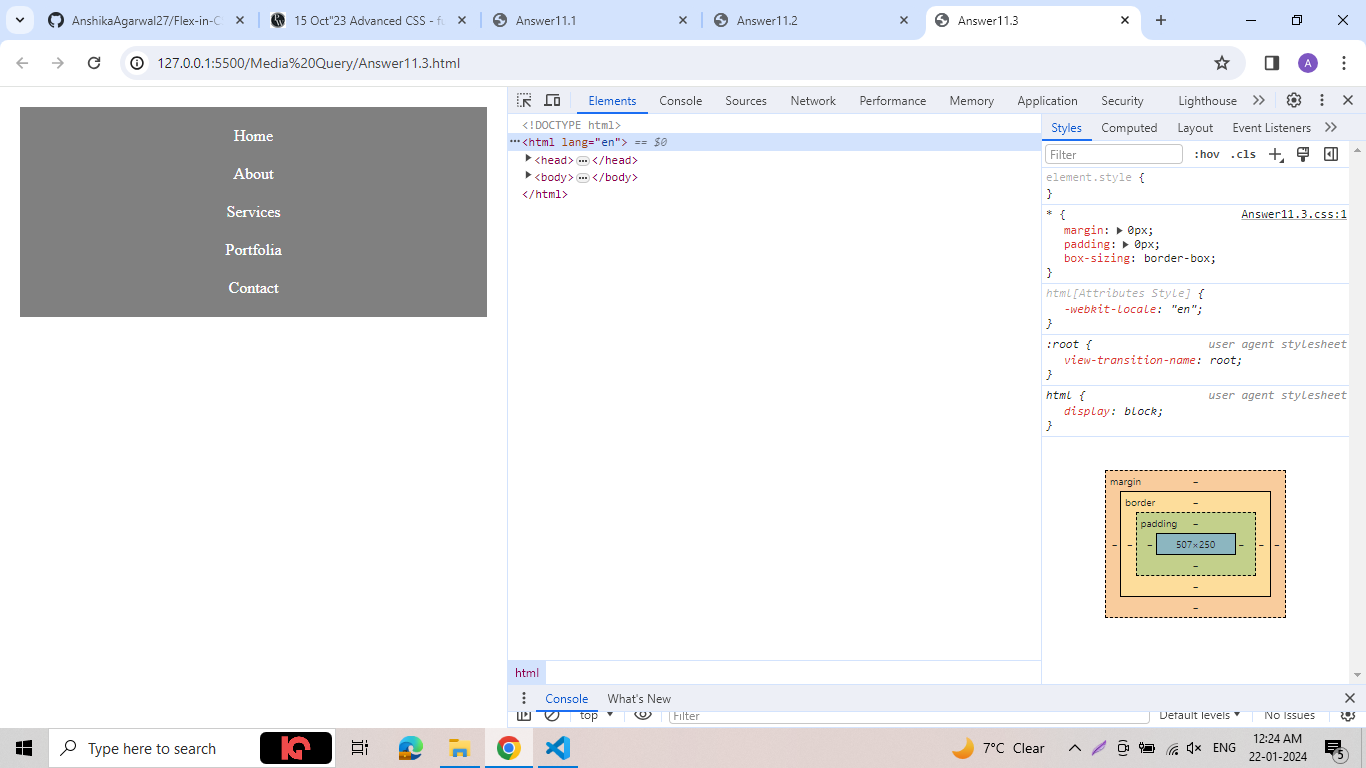 AnshikaAgarwal27/Flex-in-C
15 Oct"23 Advanced CSS - fu
Answer11.1
Answer11.2
Answer11.3
127.0.0.1:5500/Media%20Query/Answer11.3.html
A
Home
About
Services
Portfolia
Contact
Elements Console Sources Network Performance Memory Application Security Lighthouse
<!DOCTYPE html>
<html lang="en"> == $0
<head> </head>
<body> </body>
</html>
html
Styles Computed Layout Event Listeners
Filter :hov .cls
element.style {
}
* { Answer11.3.css:1
margin: 0px;
padding: 0px;
box-sizing: border-box;
}
html[Attributes Style] {
-webkit-locale: "en";
}
:root { user agent stylesheet
view-transition-name: root;
}
html { user agent stylesheet
display: block;
}
margin –
border –
padding –
– – – 507×250 – – –
–
–
–
Console What's New
top Filter Default levels No Issues
Type here to search
7°C Clear
ENG
12:24 AM
22-01-2024
5